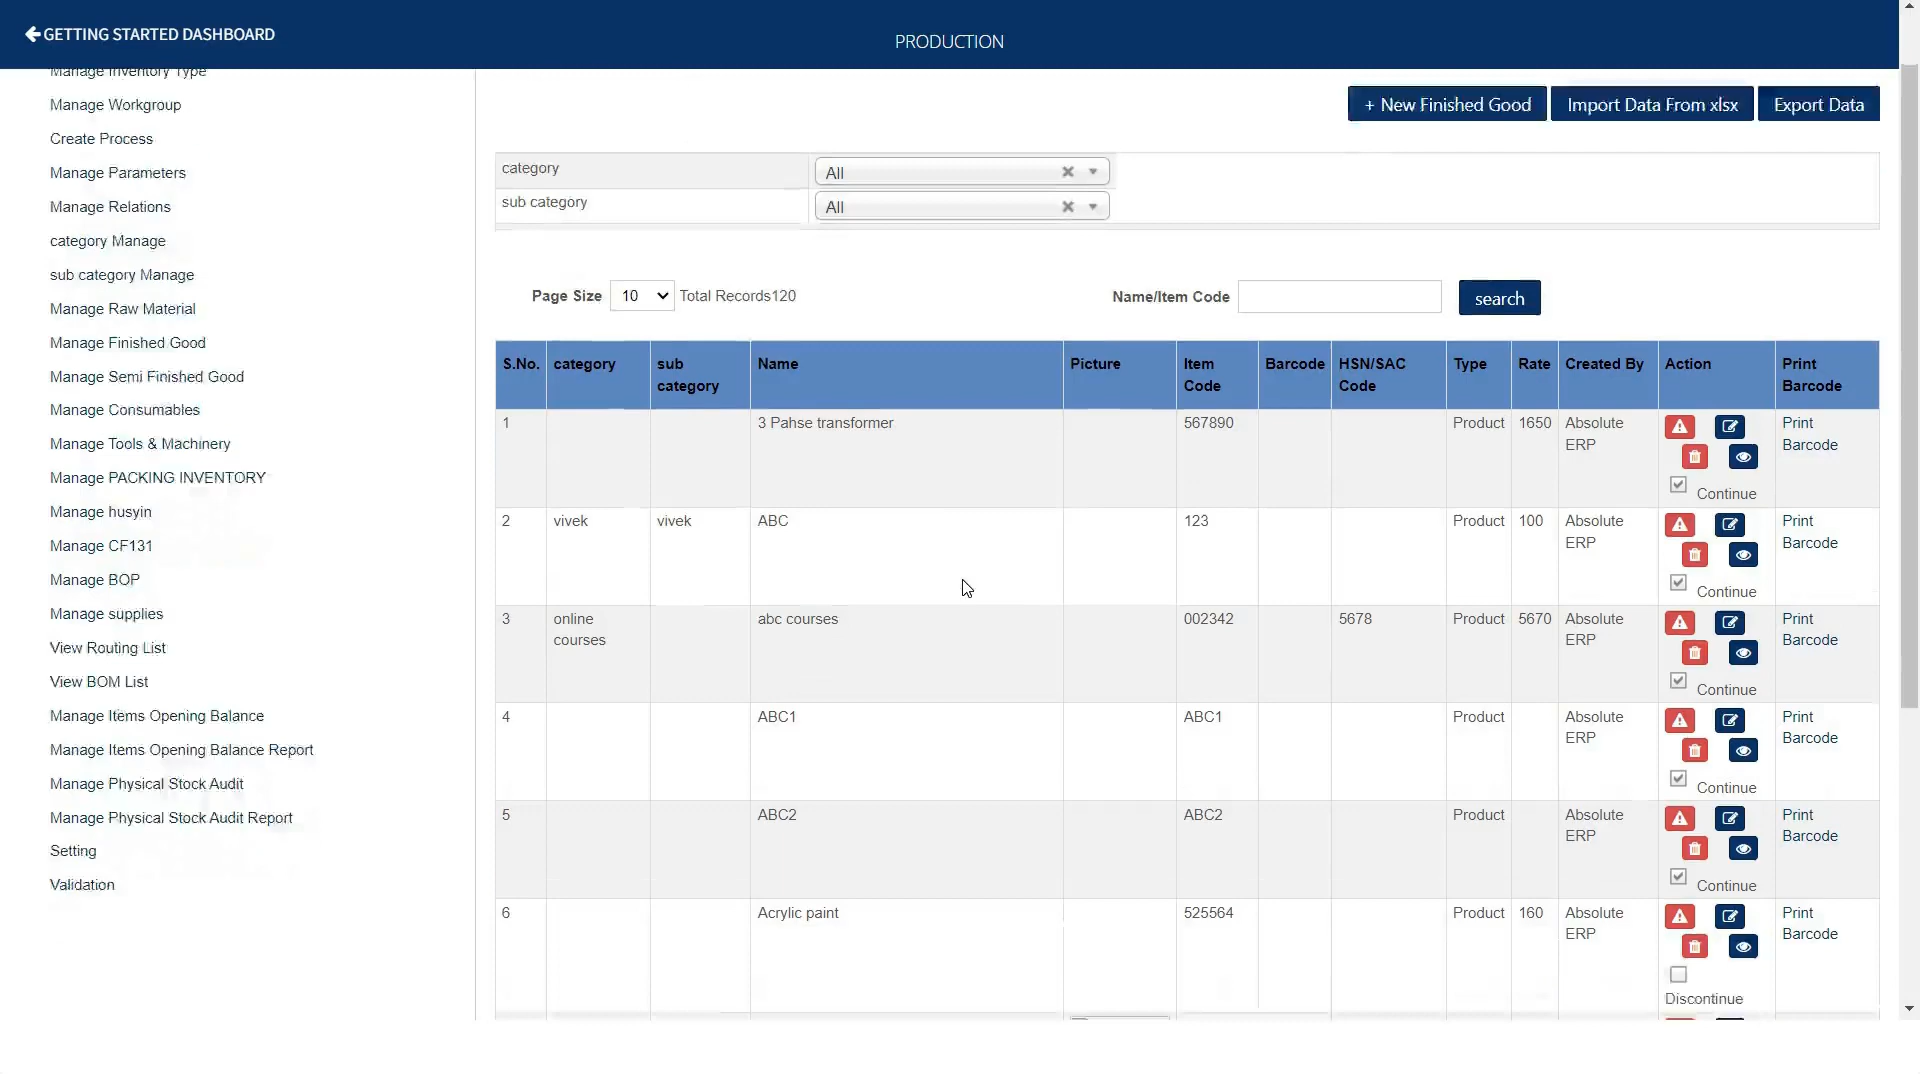 GETTING STARTED DASHBOARD
PRODUCTION
Manage Inventory Type
Manage Workgroup
Create Process
Manage Parameters
Manage Relations
category Manage
sub category Manage
Manage Raw Material
Manage Finished Good
Manage Semi Finished Good
Manage Consumables
Manage Tools & Machinery
Manage PACKING INVENTORY
Manage husyin
Manage CF131
Manage BOP
Manage supplies
View Routing List
View BOM List
Manage Items Opening Balance
Manage Items Opening Balance Report
Manage Physical Stock Audit
Manage Physical Stock Audit Report
Setting
Validation
+ New Finished Good Import Data From xlsx Export Data
category All
sub category All
Page Size 10 Total Records120 Name/Item Code search
S.No. category sub category Name Picture Item Code Barcode HSN/SAC Code Type Rate Created By Action Print Barcode
1 3 Pahse transformer 567890 Product 1650 Absolute ERP Continue Print Barcode
2 vivek vivek ABC 123 Product 100 Absolute ERP Continue Print Barcode
3 online courses abc courses 002342 5678 Product 5670 Absolute ERP Continue Print Barcode
4 ABC1 ABC1 Product Absolute ERP Continue Print Barcode
5 ABC2 ABC2 Product Absolute ERP Continue Print Barcode
6 Acrylic paint 525564 Product 160 Absolute ERP Discontinue Print Barcode